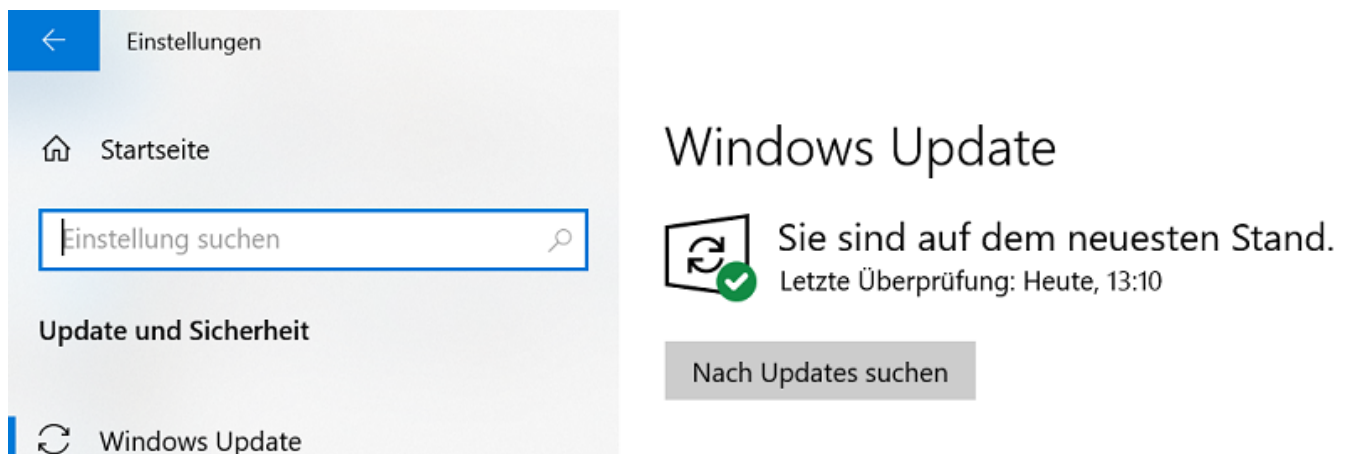 Einstellungen
Startseite
Einstellung suchen
Update und Sicherheit
Windows Update
Windows Update
Sie sind auf dem neuesten Stand.
Letzte Überprüfung: Heute, 13:10
Nach Updates suchen